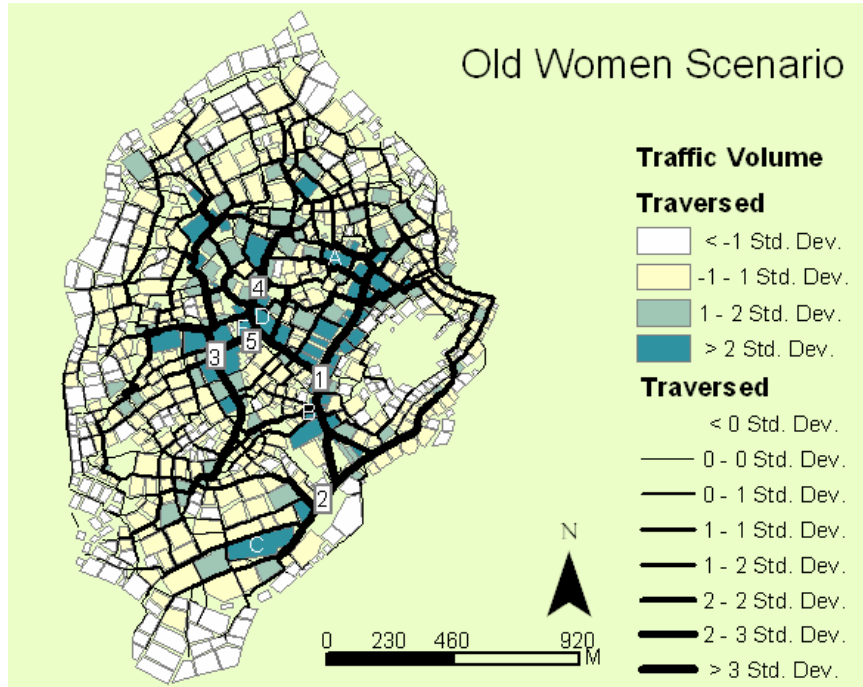 Old Women Scenario
Traffic Volume
Traversed
< -1 Std. Dev.
-1 - 1 Std. Dev.
1 - 2 Std. Dev.
> 2 Std. Dev.
Traversed
< 0 Std. Dev.
0 - 0 Std. Dev.
0 - 1 Std. Dev.
1 - 1 Std. Dev.
1 - 2 Std. Dev.
2 - 2 Std. Dev.
2 - 3 Std. Dev.
> 3 Std. Dev.
A
4
D
5
3
1
B
2
C
N
0 230 460 920
M